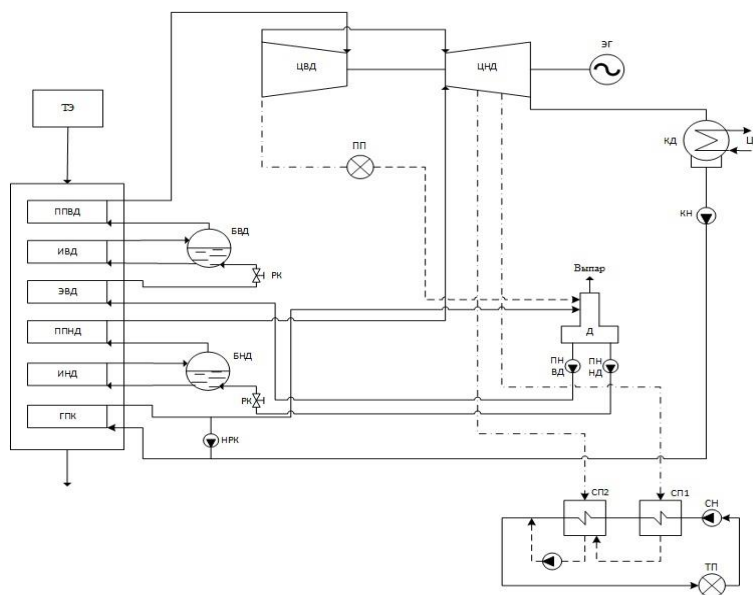 ТЭ
ЦВД
ЦНД
ЭГ
ПП
КД
Ц
КН
ППВД
ИВД
ЭВД
ППНД
ИНД
ГПК
БВД
РК
БНД
РК
НРК
Выпар
Д
ПН
ВД
ПН
НД
СП2
СП1
СН
ТП